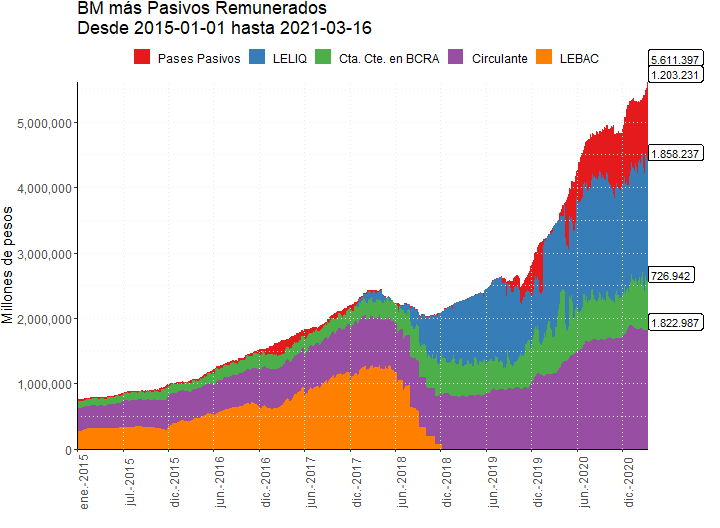 BM más Pasivos Remunerados
Desde 2015-01-01 hasta 2021-03-16
Pases Pasivos LELIQ Cta. Cte. en BCRA Circulante LEBAC
5.611.397
1.203.231
1.858.237
726.942
1.822.987
Millones de pesos
5,000,000
4,000,000
3,000,000
2,000,000
1,000,000
0
ene.-2015
jul.-2015
dic.-2015
jun.-2016
dic.-2016
jun.-2017
dic.-2017
jun.-2018
dic.-2018
jun.-2019
dic.-2019
jun.-2020
dic.-2020